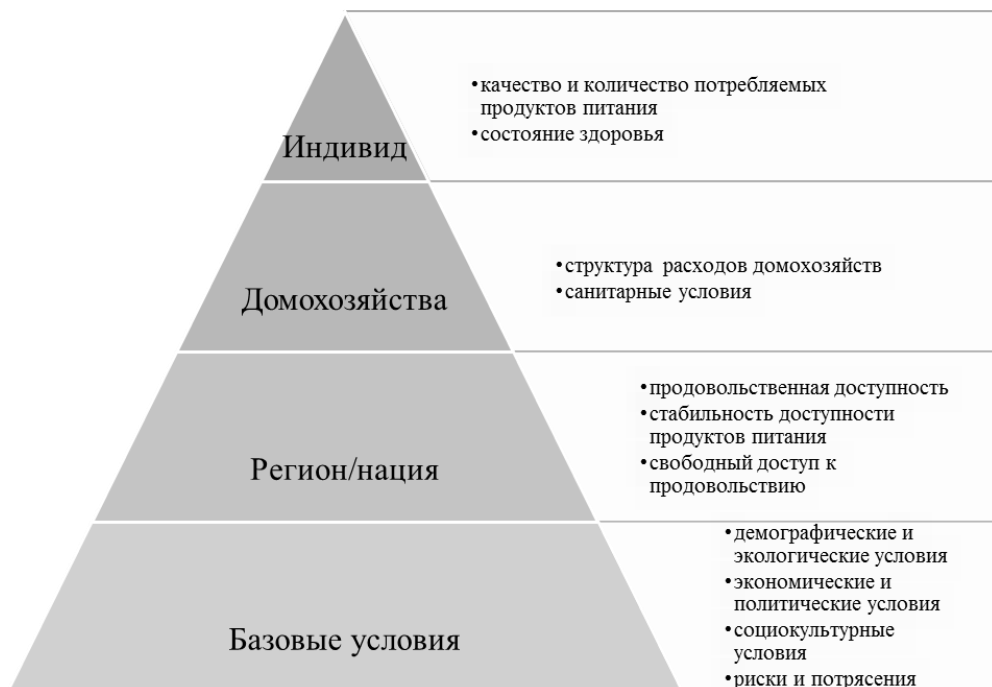 Индивид
•качество и количество потребляемых
продуктов питания
•состояние здоровья
Домохозяйства
•структура расходов домохозяйств
•санитарные условия
Регион/нация
•продовольственная доступность
•стабильность доступности
продуктов питания
•свободный доступ к
продовольствию
Базовые условия
•демографические и
экологические условия
•экономические и
политические условия
•социокультурные
условия
•риски и потрясения